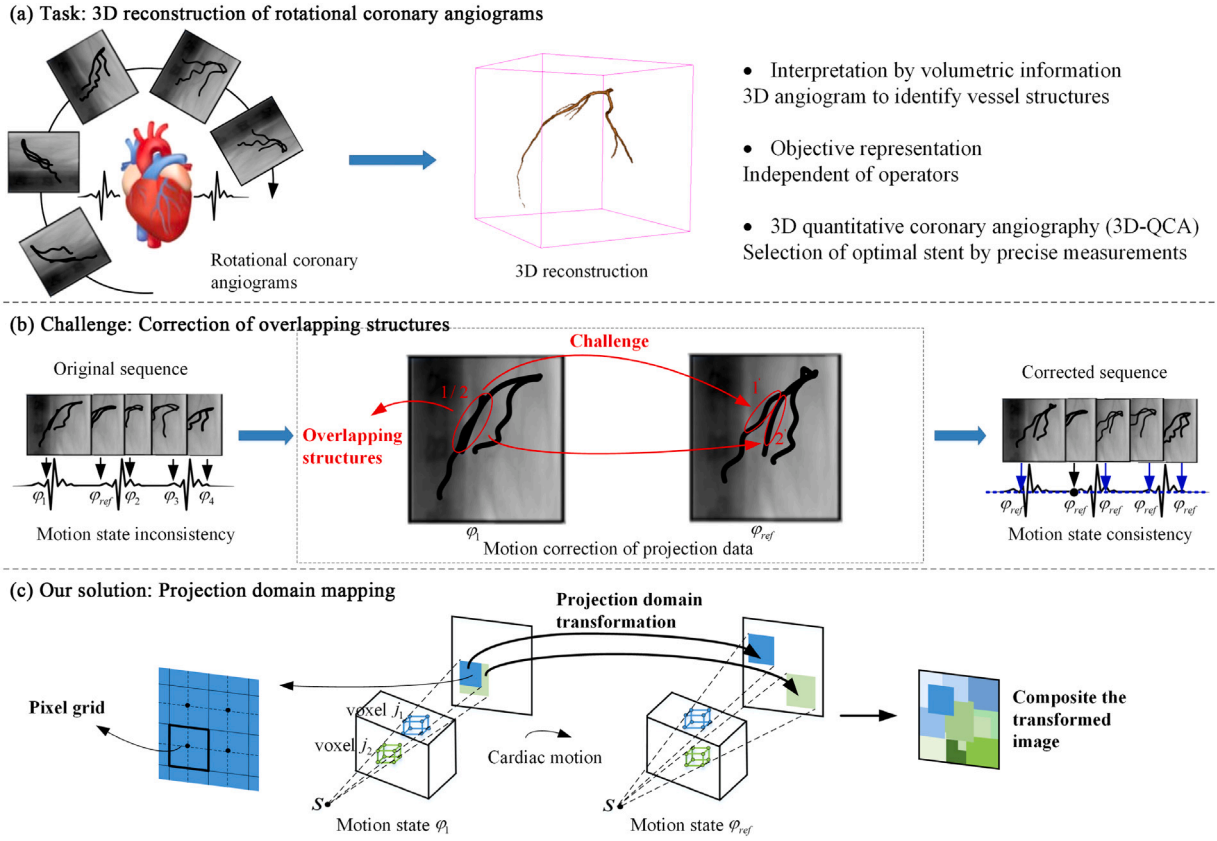 (a) Task: 3D reconstruction of rotational coronary angiograms
Rotational coronary
angiograms
3D reconstruction
• Interpretation by volumetric information
3D angiogram to identify vessel structures
• Objective representation
Independent of operators
• 3D quantitative coronary angiography (3D-QCA)
Selection of optimal stent by precise measurements
(b) Challenge: Correction of overlapping structures
Original sequence
φ1 φref φ2 φ3 φ4
Motion state inconsistency
Challenge
1/2
Overlapping
structures
1
2
φ1
φref
Motion correction of projection data
Corrected sequence
φref φref φref φref φref
Motion state consistency
(c) Our solution: Projection domain mapping
Pixel grid
Projection domain
transformation
voxel j1
voxel j2
S
Motion state φ1
Cardiac motion
S
Motion state φref
Composite the
transformed
image